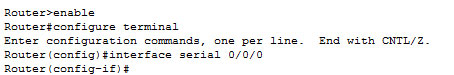 Router>enable
Router#configure terminal
Enter configuration commands, one per line.  End with CNTL/Z.
Router(config)#interface serial 0/0/0
Router(config-if)#